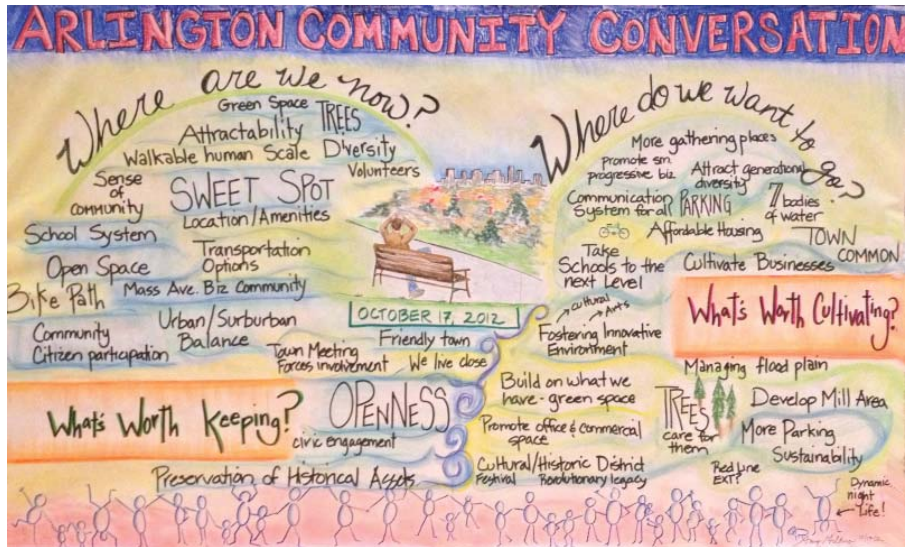 ARLINGTON COMMUNITY CONVERSATION
Where are we now?
Green Space
TREES
Attractability
Diversity
Walkable human Scale
Volunteers
Sense
of
COMMUNITY
SWEET SPOT
Location/Amenities
School System
Transportation
Options
Open Space
Mass Ave. Biz Community
Bike Path
Urban/Surburban
Balance
Community
Citizen participation
Town Meeting
Forces involvement
Friendly town
We live close
What's Worth Keeping?
OPENNESS
civic engagement
Preservation of Historical Assets
OCTOBER 17, 2012
Where do we want to go?
More gathering places
promote sm.
progressive biz.
Attract generational
diversity
Communication
System for all
PARKING
7 bodies
of water
Affordable Housing
TOWN
COMMON
Take
Schools to the
next Level
Cultivate Businesses
cultural
Arts
Fostering Innovative
Environment
What's Worth Cultivating?
Managing flood plain
Build on what we
have - green space
TREES
care for
them
Develop Mill Area
Promote office & commercial
space
More Parking
Sustainability
Cultural/Historic District
Festival Revolutionary legacy
Red Line
EXT?
Dynamic
night
Life!